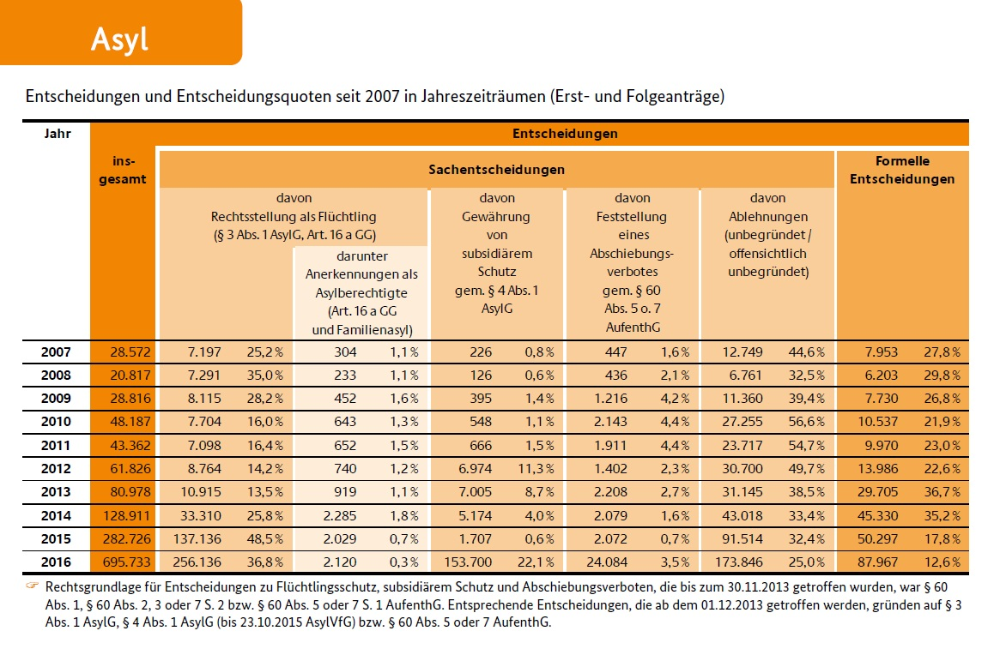 Asyl
Entscheidungen und Entscheidungsquoten seit 2007 in Jahreszeiträumen (Erst- und Folgeanträge)
Jahr
Entscheidungen
ins-
gesamt
Sachentscheidungen
Formelle
Entscheidungen
davon
Rechtsstellung als Flüchtling
(§ 3 Abs. 1 AsylG, Art. 16 a GG)
darunter
Anerkennungen als
Asylberechtigte
(Art. 16 a GG
und Familienasyl)
davon
Gewährung
von
subsidiärem
Schutz
gem. § 4 Abs. 1
AsylG
davon
Feststellung
eines
Abschiebungs-
verbotes
gem. § 60
Abs. 5 o. 7
AufenthG
davon
Ablehnungen
(unbegründet /
offensichtlich
unbegründet)
2007 28.572 7.197 25,2 % 304 1,1 % 226 0,8 % 447 1,6 % 12.749 44,6 % 7.953 27,8 %
2008 20.817 7.291 35,0 % 233 1,1 % 126 0,6 % 436 2,1 % 6.761 32,5 % 6.203 29,8 %
2009 28.816 8.115 28,2 % 452 1,6 % 395 1,4 % 1.216 4,2 % 11.360 39,4 % 7.730 26,8 %
2010 48.187 7.704 16,0 % 643 1,3 % 548 1,1 % 2.143 4,4 % 27.255 56,6 % 10.537 21,9 %
2011 43.362 7.098 16,4 % 652 1,5 % 666 1,5 % 1.911 4,4 % 23.717 54,7 % 9.970 23,0 %
2012 61.826 8.764 14,2 % 740 1,2 % 6.974 11,3 % 1.402 2,3 % 30.700 49,7 % 13.986 22,6 %
2013 80.978 10.915 13,5 % 919 1,1 % 7.005 8,7 % 2.208 2,7 % 31.145 38,5 % 29.705 36,7 %
2014 128.911 33.310 25,8 % 2.285 1,8 % 5.174 4,0 % 2.079 1,6 % 43.018 33,4 % 45.330 35,2 %
2015 282.726 137.136 48,5 % 2.029 0,7 % 1.707 0,6 % 2.072 0,7 % 91.514 32,4 % 50.297 17,8 %
2016 695.733 256.136 36,8 % 2.120 0,3 % 153.700 22,1 % 24.084 3,5 % 173.846 25,0 % 87.967 12,6 %
☞ Rechtsgrundlage für Entscheidungen zu Flüchtlingsschutz, subsidiärem Schutz und Abschiebungsverboten, die bis zum 30.11.2013 getroffen wurden, war § 60
Abs. 1, § 60 Abs. 2, 3 oder 7 S. 2 bzw. § 60 Abs. 5 oder 7 S. 1 AufenthG. Entsprechende Entscheidungen, die ab dem 01.12.2013 getroffen werden, gründen auf § 3
Abs. 1 AsylG, § 4 Abs. 1 AsylG (bis 23.10.2015 AsylVfG) bzw. § 60 Abs. 5 oder 7 AufenthG.